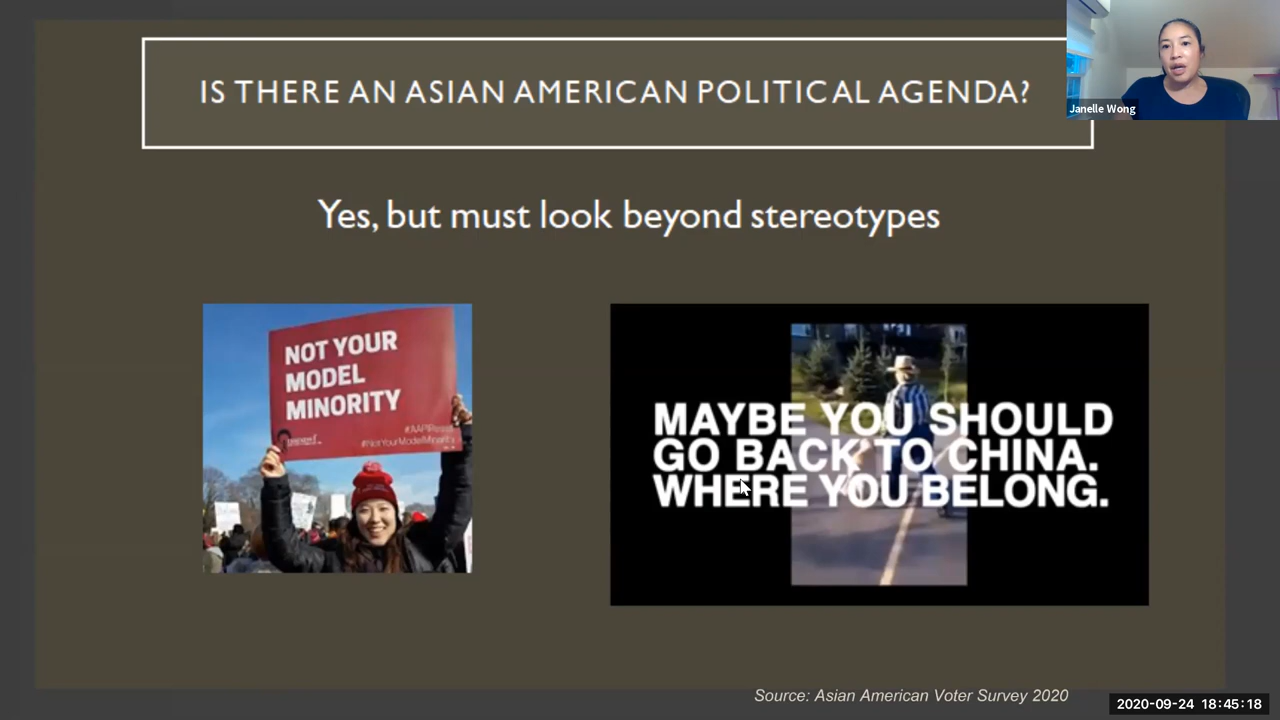 IS THERE AN ASIAN AMERICAN POLITICAL AGENDA?
Janelle Wong
Yes, but must look beyond stereotypes
NOT YOUR
MODEL
MINORITY
#NotYourModelMinority
MAYBE YOU SHOULD
GO BACK TO CHINA.
WHERE YOU BELONG.
Source: Asian American Voter Survey 2020
2020-09-24 18:45:18